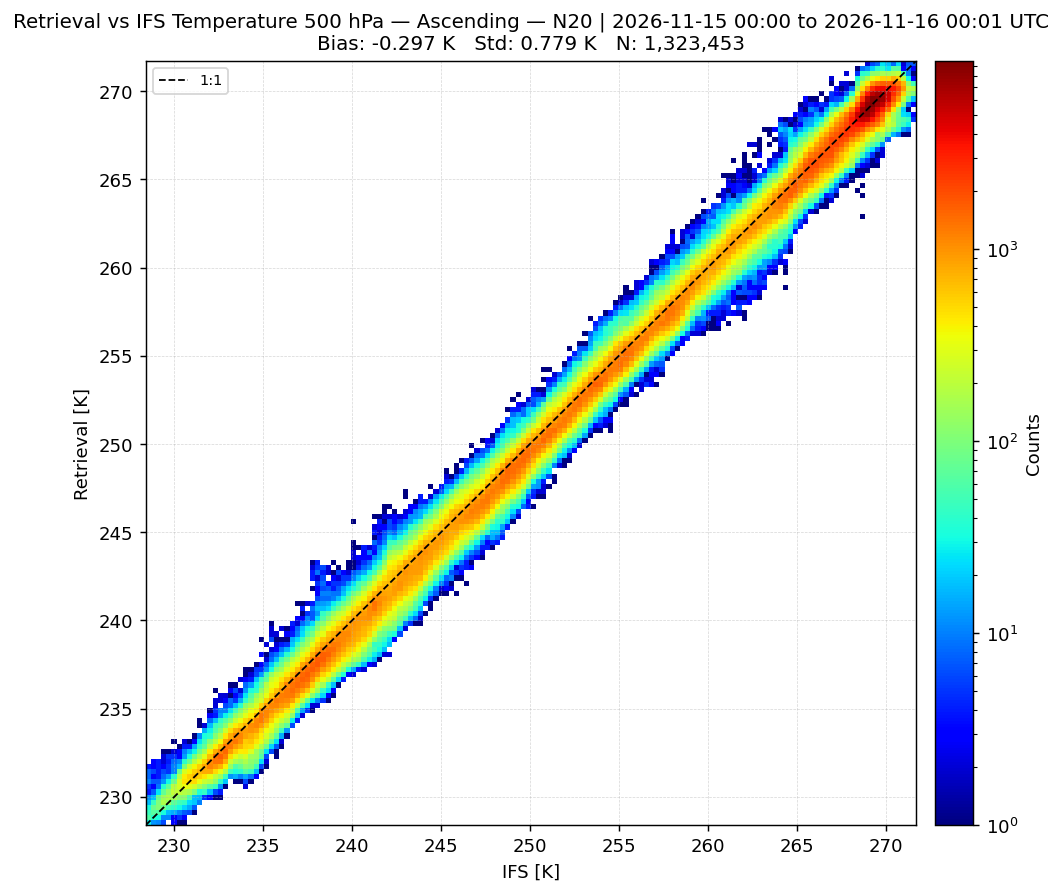 Retrieval vs IFS Temperature 500 hPa — Ascending — N20 | 2026-11-15 00:00 to 2026-11-16 00:01 UTC
Bias: -0.297 K   Std: 0.779 K   N: 1,323,453
1:1
270
265
260
255
250
245
240
235
230
Retrieval [K]
230 235 240 245 250 255 260 265 270
IFS [K]
10³
10²
10¹
10⁰
Counts